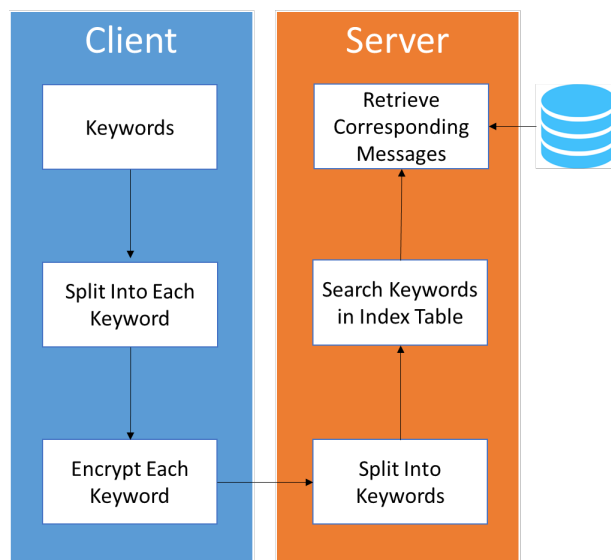 Client
Keywords
Split Into Each
Keyword
Encrypt Each
Keyword
Server
Retrieve
Corresponding
Messages
Search Keywords
in Index Table
Split Into
Keywords